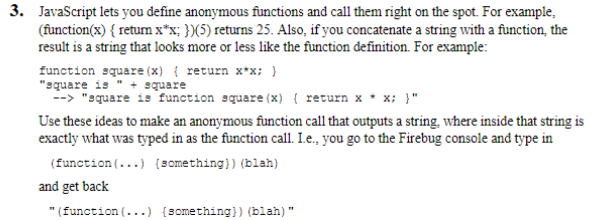 3. JavaScript lets you define anonymous functions and call them right on the spot. For example,
(function(x) { return x*x; })(5) returns 25. Also, if you concatenate a string with a function, the
result is a string that looks more or less like the function definition. For example:
function square(x) { return x*x; }
"square is " + square
--> "square is function square(x) { return x * x; }"
Use these ideas to make an anonymous function call that outputs a string, where inside that string is
exactly what was typed in as the function call. I.e., you go to the Firebug console and type in
(function(...) {something})(blah)
and get back
"(function(...) {something})(blah)"